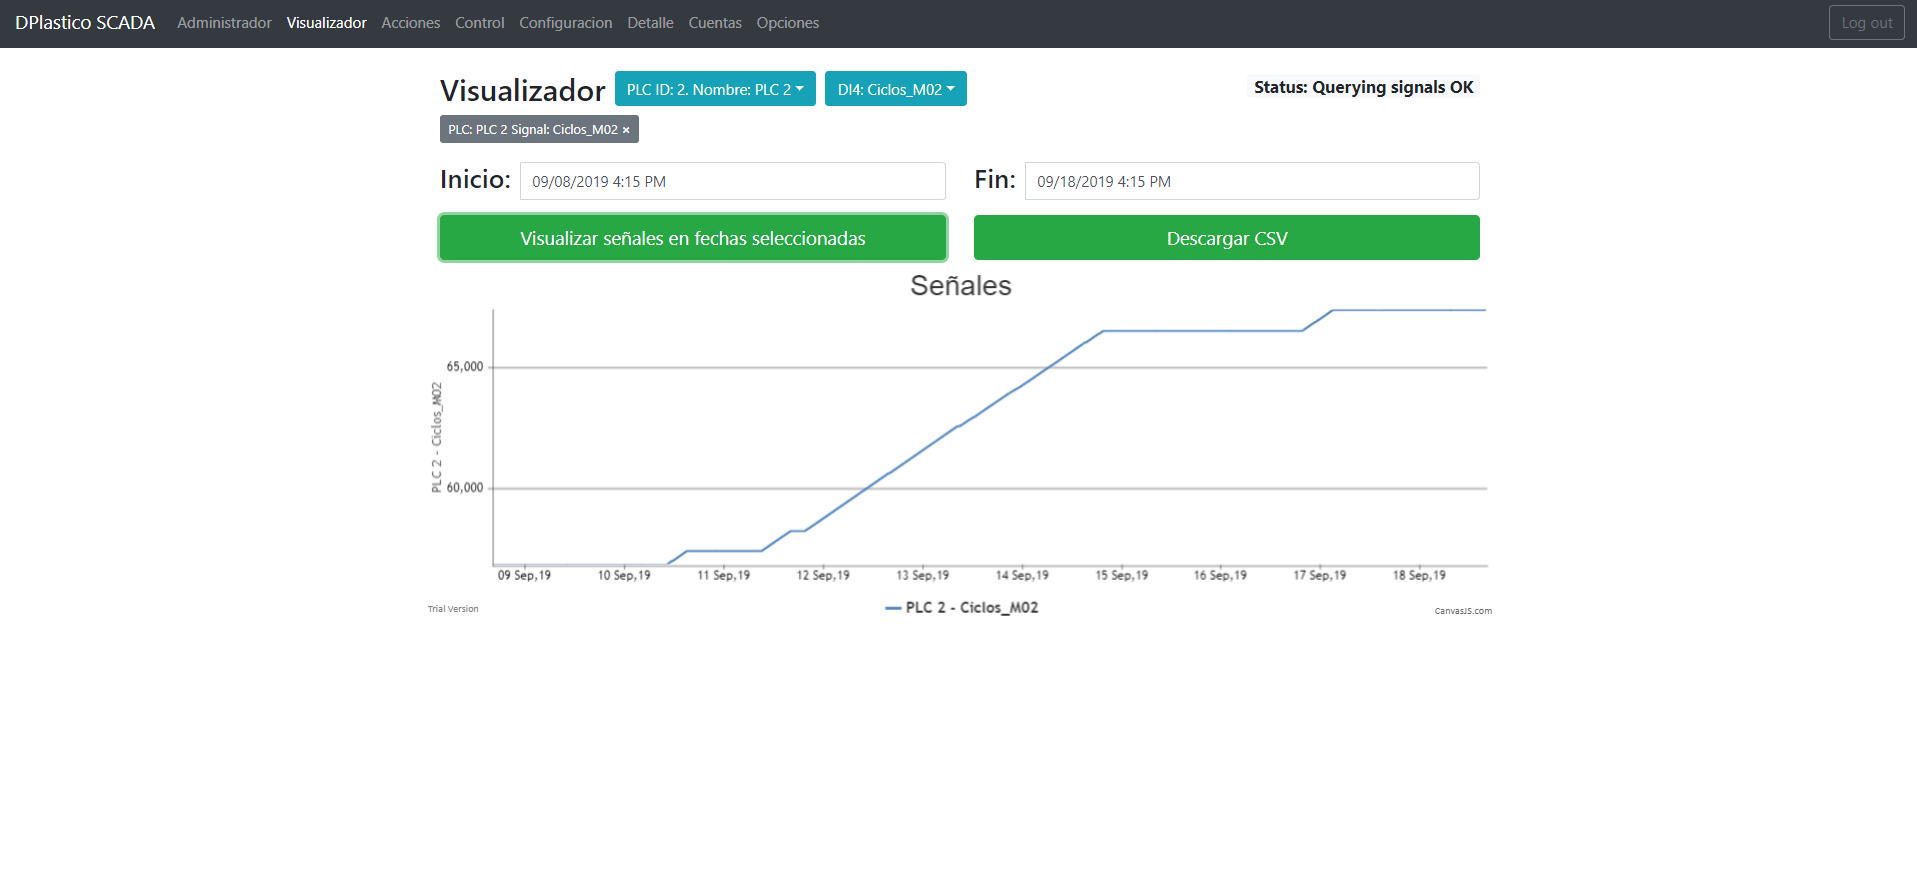 DPlastico SCADA Administrador Visualizador Acciones Control Configuracion Detalle Cuentas Opciones Log out
Visualizador PLC ID: 2. Nombre: PLC 2 DI4: Ciclos_M02 Status: Querying signals OK
PLC: PLC 2 Signal: Ciclos_M02 ×
Inicio: 09/08/2019 4:15 PM Fin: 09/18/2019 4:15 PM
Visualizar señales en fechas seleccionadas Descargar CSV
Señales
65,000
PLC 2 - Ciclos_M02
60,000
09 Sep,19 10 Sep,19 11 Sep,19 12 Sep,19 13 Sep,19 14 Sep,19 15 Sep,19 16 Sep,19 17 Sep,19 18 Sep,19
Trial Version PLC 2 - Ciclos_M02 CanvasJS.com